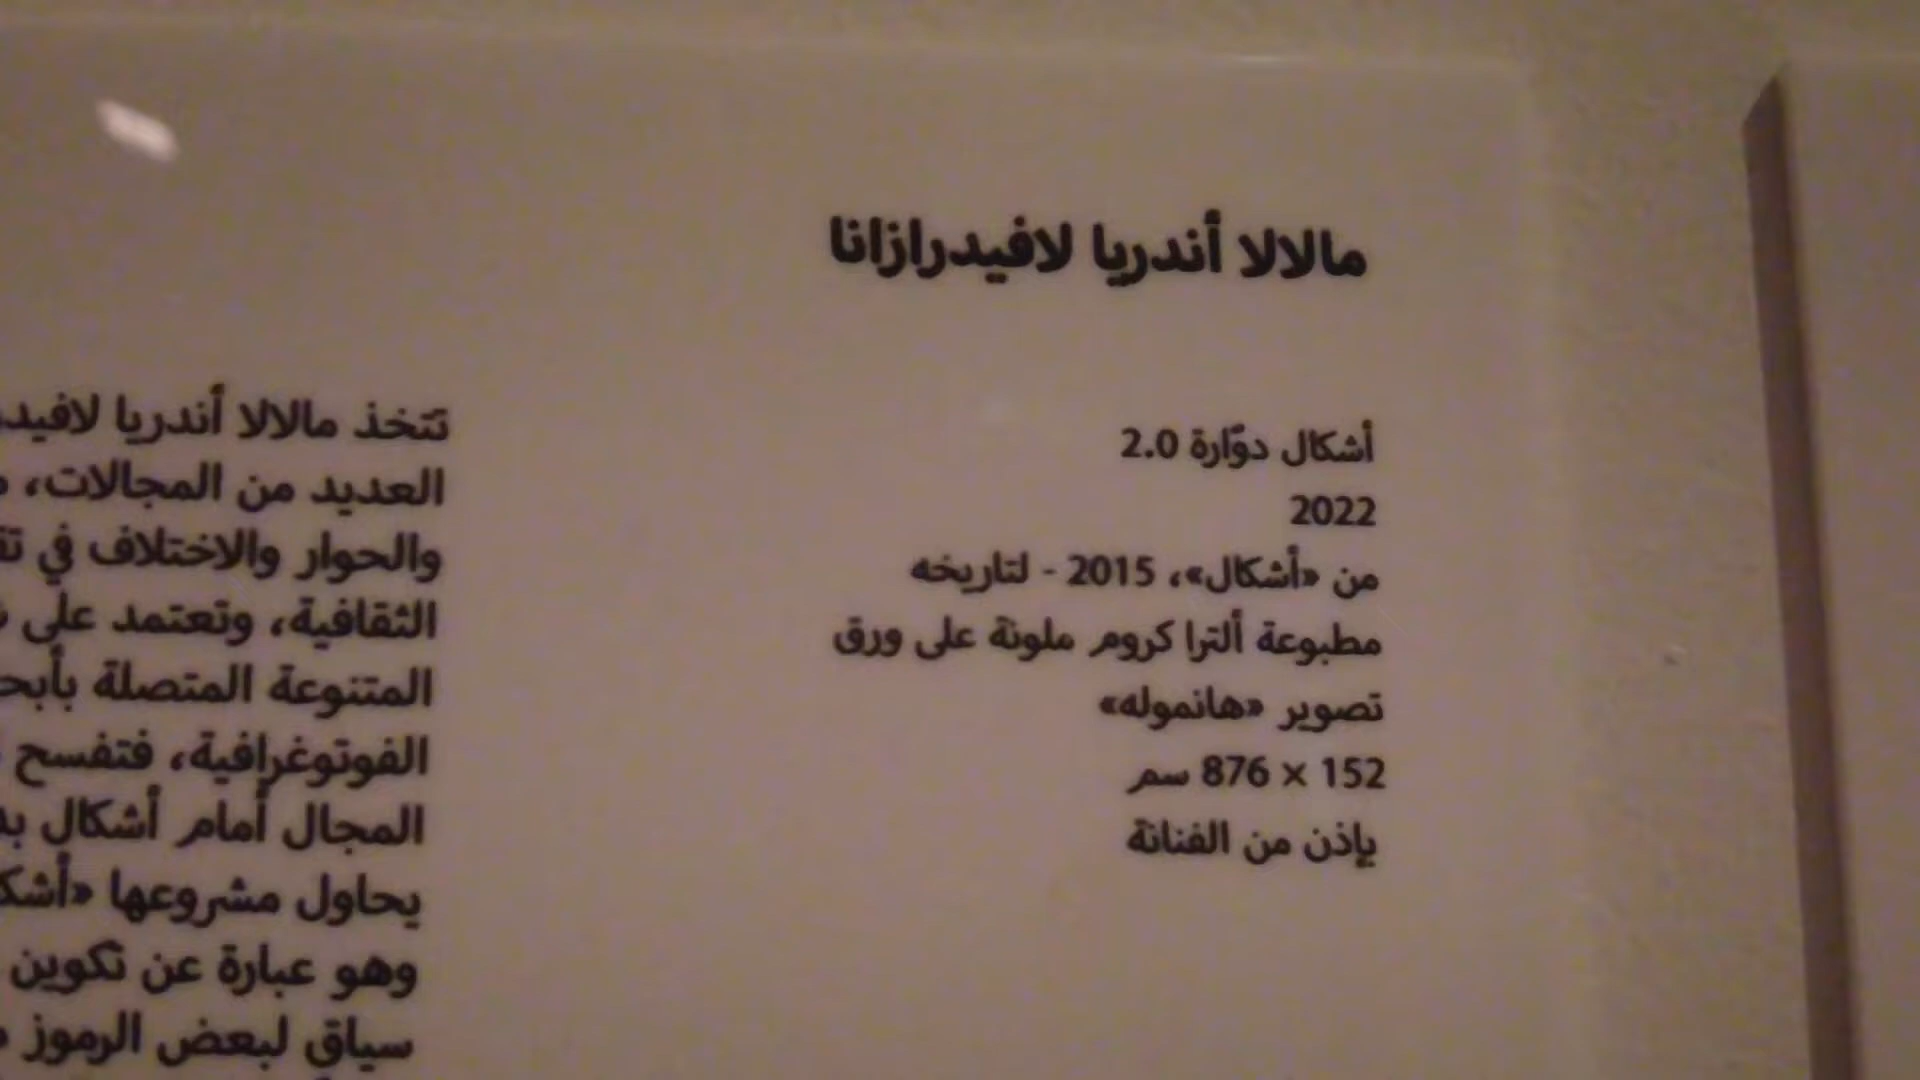 مالالا أندريا لافيدرازانا
أشكال دوّارة 2.0
2022
من «أشكال»، 2015 - لتاريخه
مطبوعة ألترا كروم ملونة على ورق
تصوير «هانموله»
152 × 876 سم
بإذن من الفنانة
تتخذ مالالا أندريا
العديد من المجالات،
والحوار والاختلاف في
الثقافية، وتعتمد على
المتنوعة المتصلة
الفوتوغرافية، فتفسح
المجال أمام أشكال
يحاول مشروعها
وهو عبارة عن تكوين
سياق لبعض الرموز